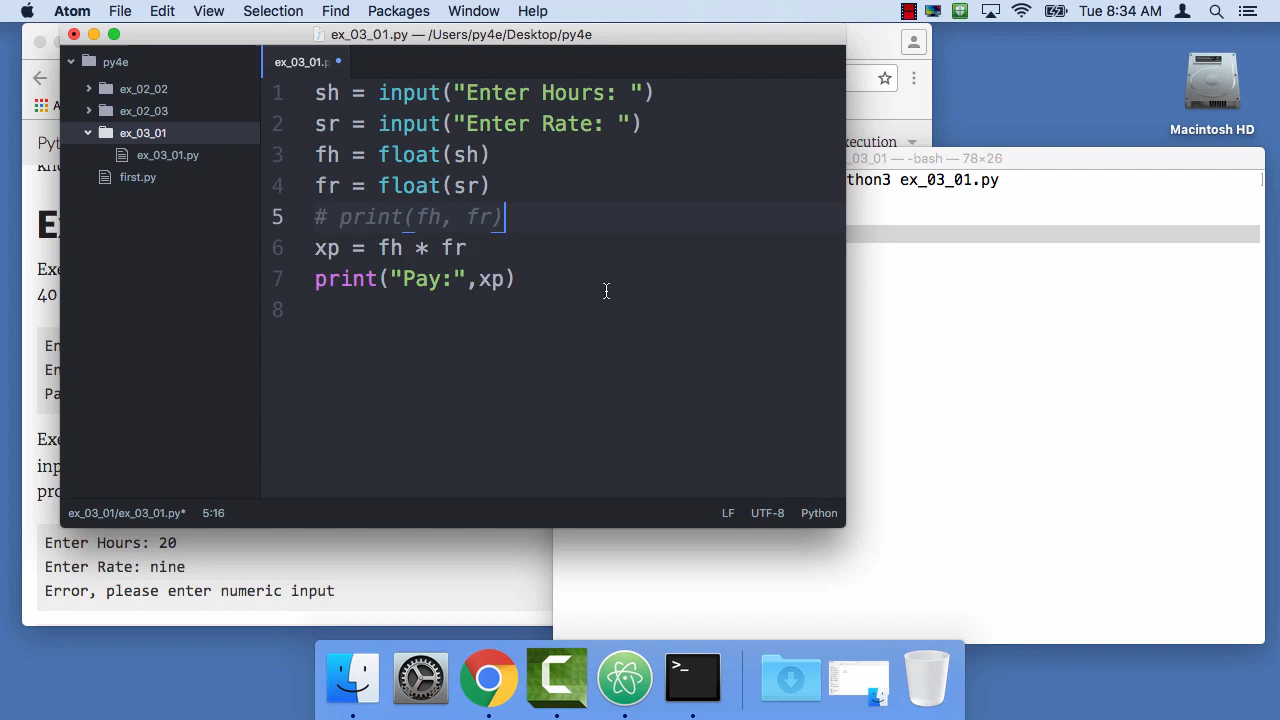 Atom File Edit View Selection Find Packages Window Help Tue 8:34 AM
ex_03_01.py — /Users/py4e/Desktop/py4e
py4e
ex_02_02
ex_02_03
ex_03_01
ex_03_01.py
first.py
ex_03_01.p
1 sh = input("Enter Hours: ")
2 sr = input("Enter Rate: ")
3 fh = float(sh)
4 fr = float(sr)
5 # print(fh, fr)
6 xp = fh * fr
7 print("Pay:",xp)
8
ex_03_01/ex_03_01.py* 5:16 LF UTF-8 Python
Enter Hours: 20
Enter Rate: nine
Error, please enter numeric input
40
_03_01 — -bash — 78×26
thon3 ex_03_01.py
Macintosh HD